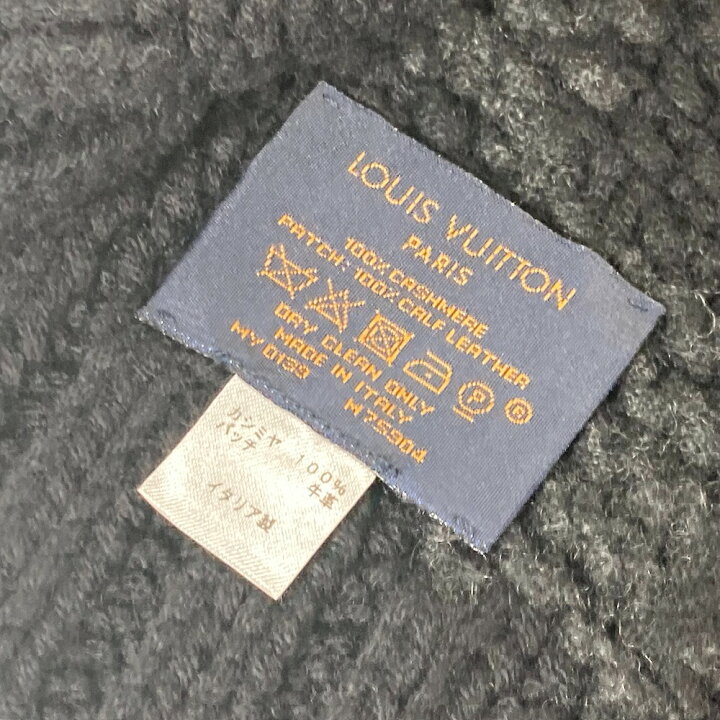 LOUIS VUITTON
PARIS
100% CASHMERE
PATCH: 100% CALF LEATHER
P
DRY CLEAN ONLY
MADE IN ITALY
MY 0139 M75904
カシミヤ 100%
パッチ 牛革
イタリア製